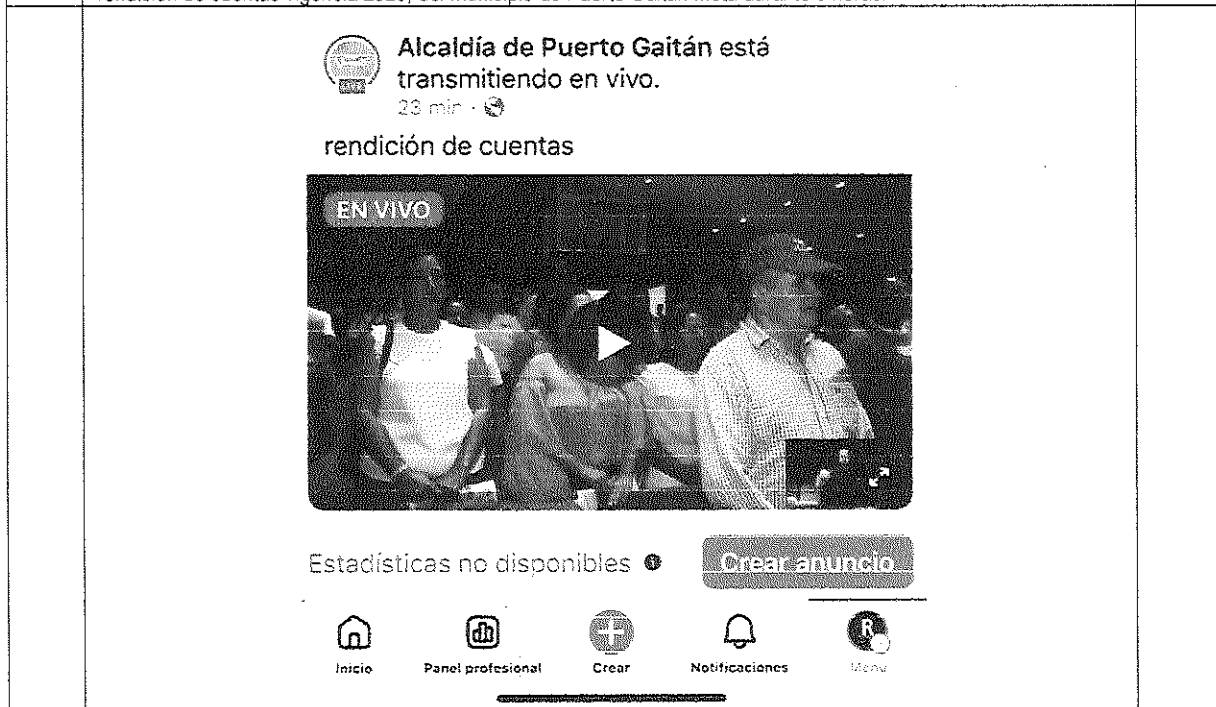 Alcaldía de Puerto Gaitán está
transmitiendo en vivo.
23 min
rendición de cuentas
EN VIVO
Estadísticas no disponibles
Crear anuncio
Inicio
Panel profesional
Crear
Notificaciones
R
Menú